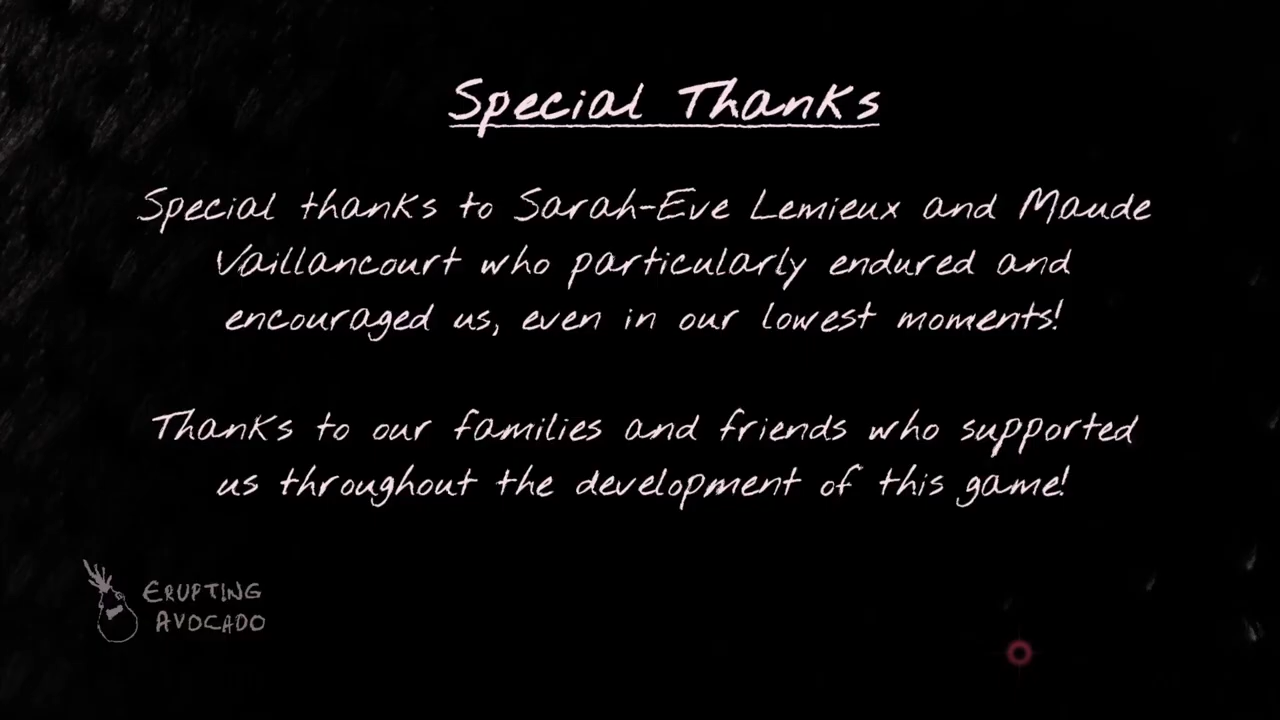 Special Thanks
Special thanks to Sarah-Eve Lemieux and Maude
Vaillancourt who particularly endured and
encouraged us, even in our lowest moments!
Thanks to our families and friends who supported
us throughout the development of this game!
ERUPTING
AVOCADO